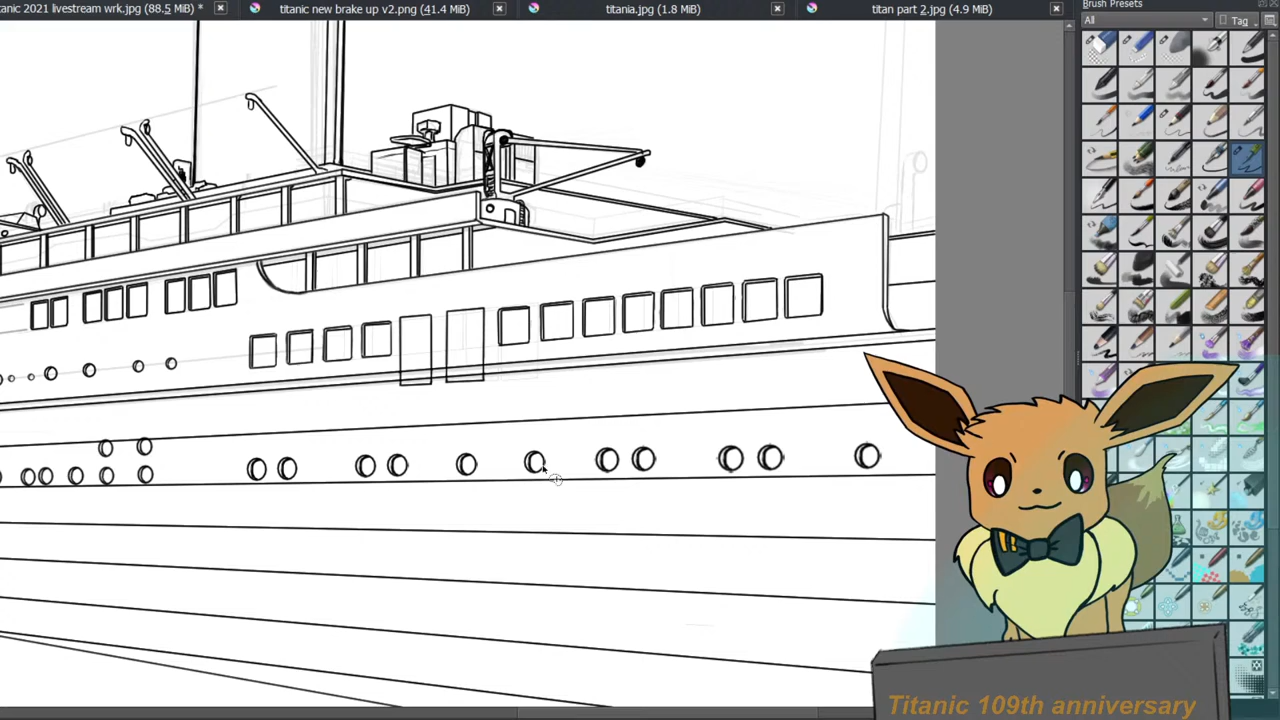 tanic 2021 livestream wrk.jpg (88.5 MiB) *
titanic new brake up v2.png (41.4 MiB)
titania.jpg (1.8 MiB)
titan part 2.jpg (4.9 MiB)
Brush Presets
All
Tag
Titanic 109th anniversary